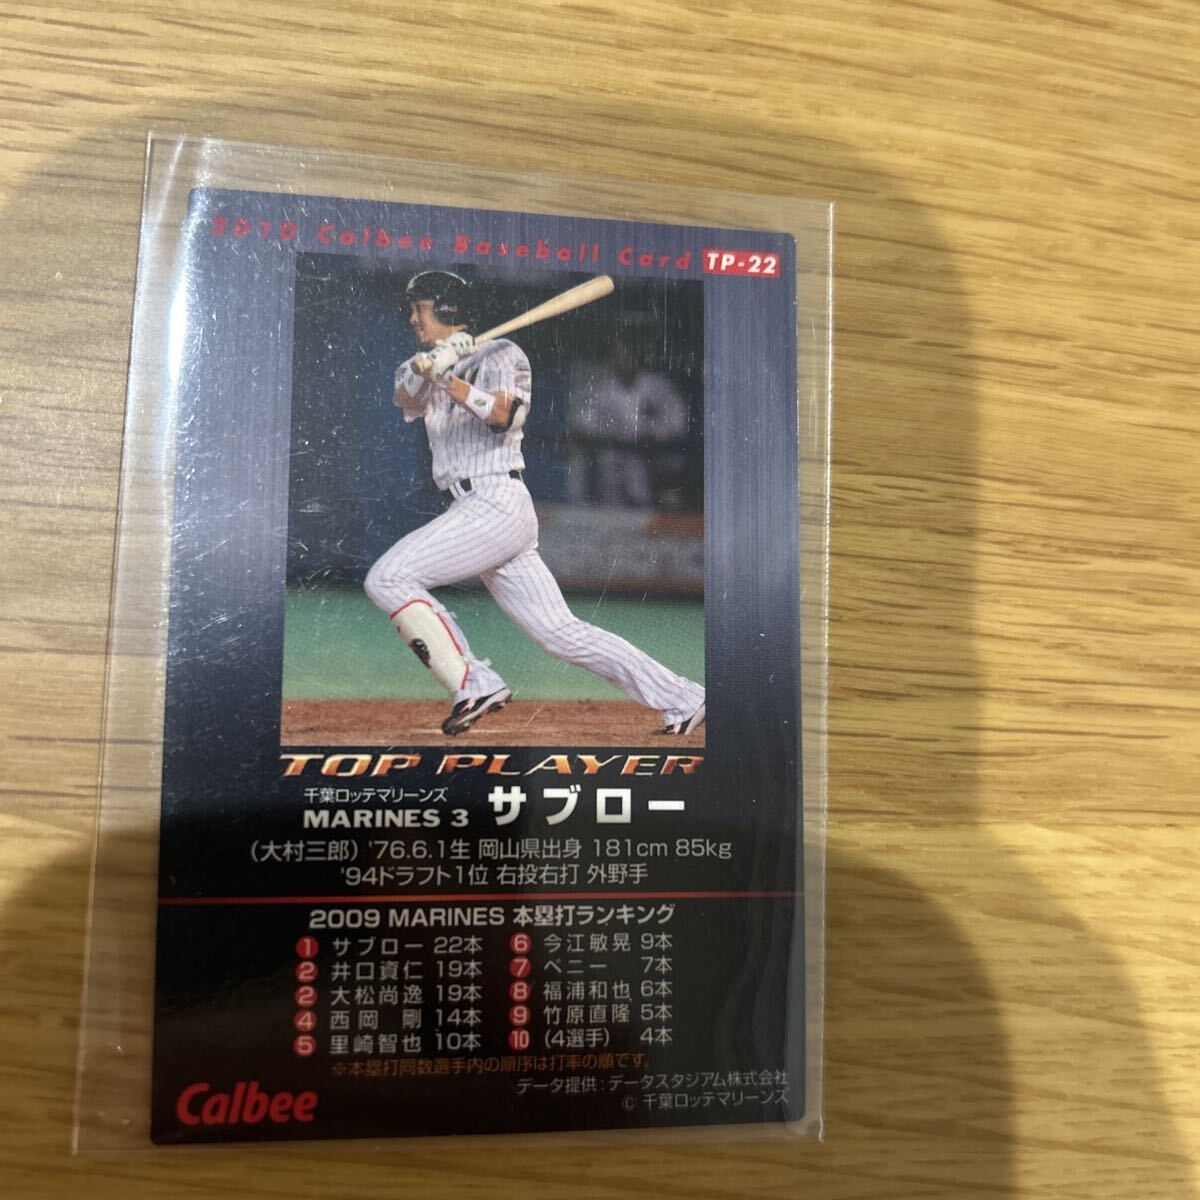 2010 Calbee Baseball Card TP-22
TOP PLAYER
千葉ロッテマリーンズ
MARINES 3 サブロー
(大村三郎) '76.6.1生 岡山県出身 181cm 85kg
'94ドラフト1位 右投右打 外野手
2009 MARINES 本塁打ランキング
1 サブロー 22本
2 井口資仁 19本
2 大松尚逸 19本
4 西岡 剛 14本
5 里崎智也 10本
6 今江敏晃 9本
7 ベニー 7本
8 福浦和也 6本
9 竹原直隆 5本
10 (4選手) 4本
※本塁打同数選手内の順序は打率の順です。
データ提供:データスタジアム株式会社
© 千葉ロッテマリーンズ
Calbee